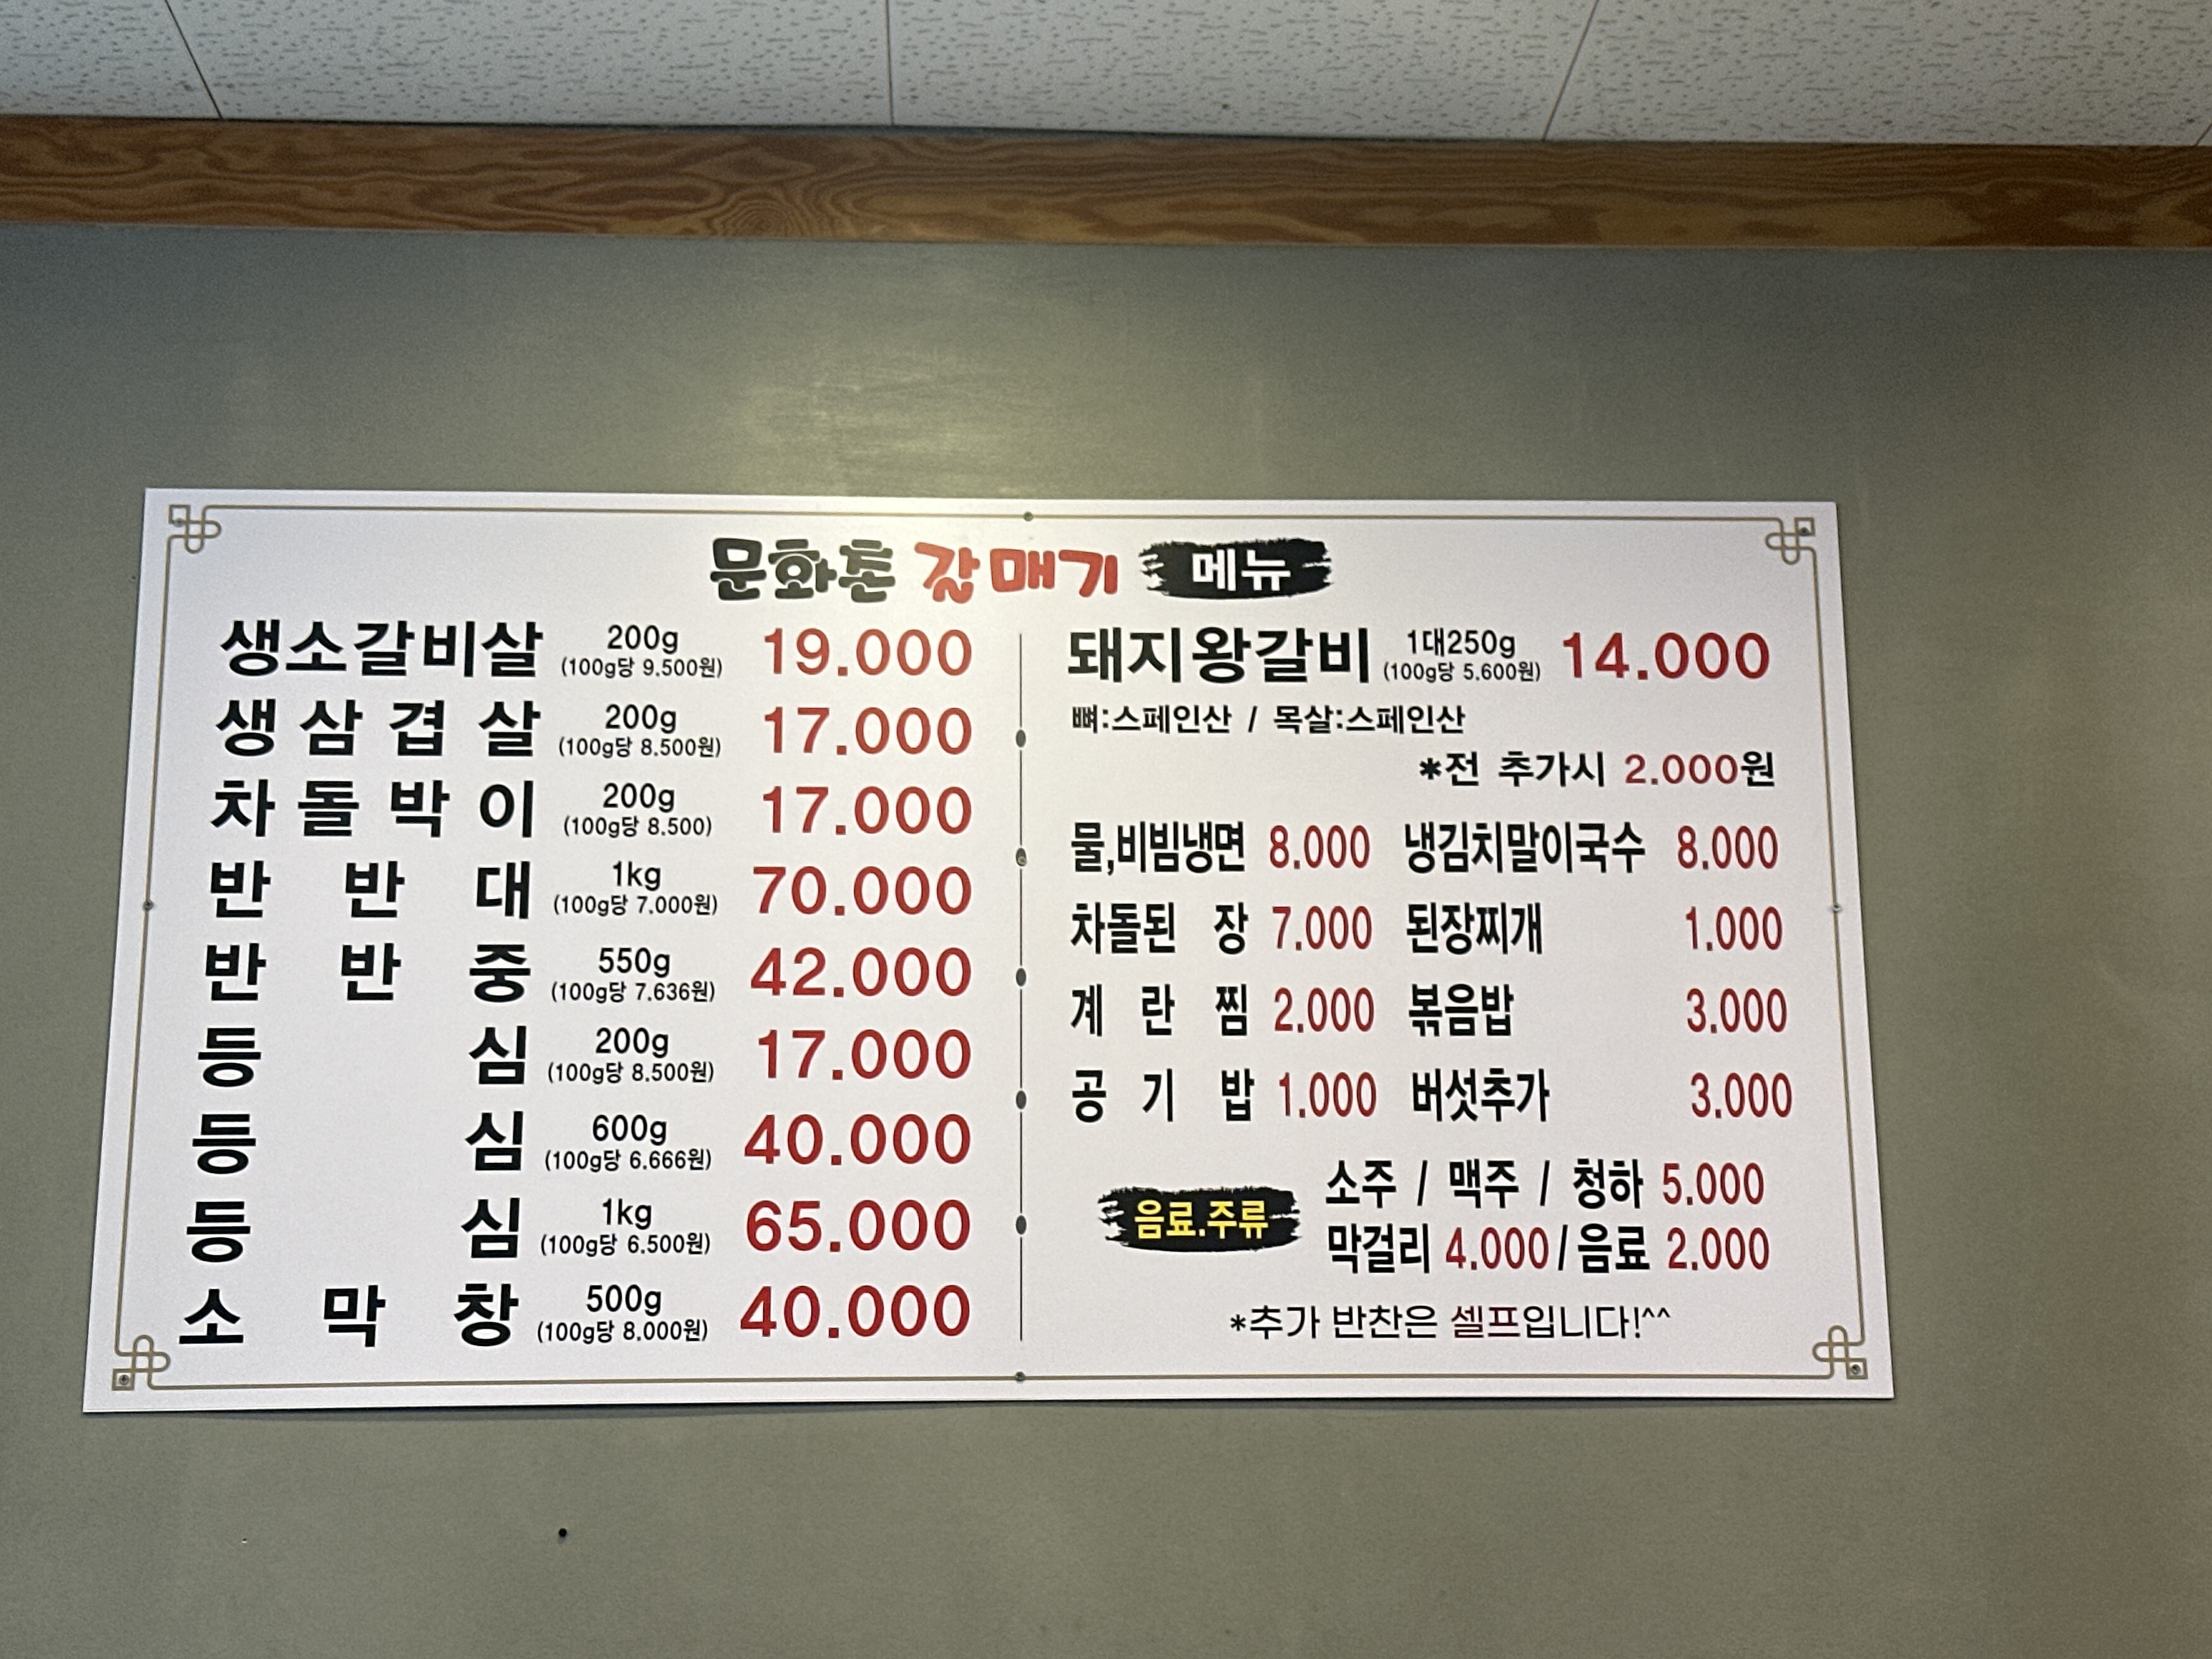 문화촌 갈매기 메뉴
생소갈비살 200g (100g당 9.500원) 19.000
생삼겹살 200g (100g당 8.500원) 17.000
차돌박이 200g (100g당 8.500) 17.000
반반대 1kg (100g당 7.000원) 70.000
반반중 550g (100g당 7.636원) 42.000
등심 200g (100g당 8.500원) 17.000
등심 600g (100g당 6.666원) 40.000
등심 1kg (100g당 6.500원) 65.000
소막창 500g (100g당 8.000원) 40.000
돼지왕갈비 1대250g (100g당 5.600원) 14.000
뼈:스페인산 / 목살:스페인산
*전 추가시 2.000원
물,비빔냉면 8.000 냉김치말이국수 8.000
차돌된장 7.000 된장찌개 1.000
계란찜 2.000 볶음밥 3.000
공기밥 1.000 버섯추가 3.000
음료.주류
소주 / 맥주 / 청하 5.000
막걸리 4.000/음료 2.000
*추가 반찬은 셀프입니다!^^